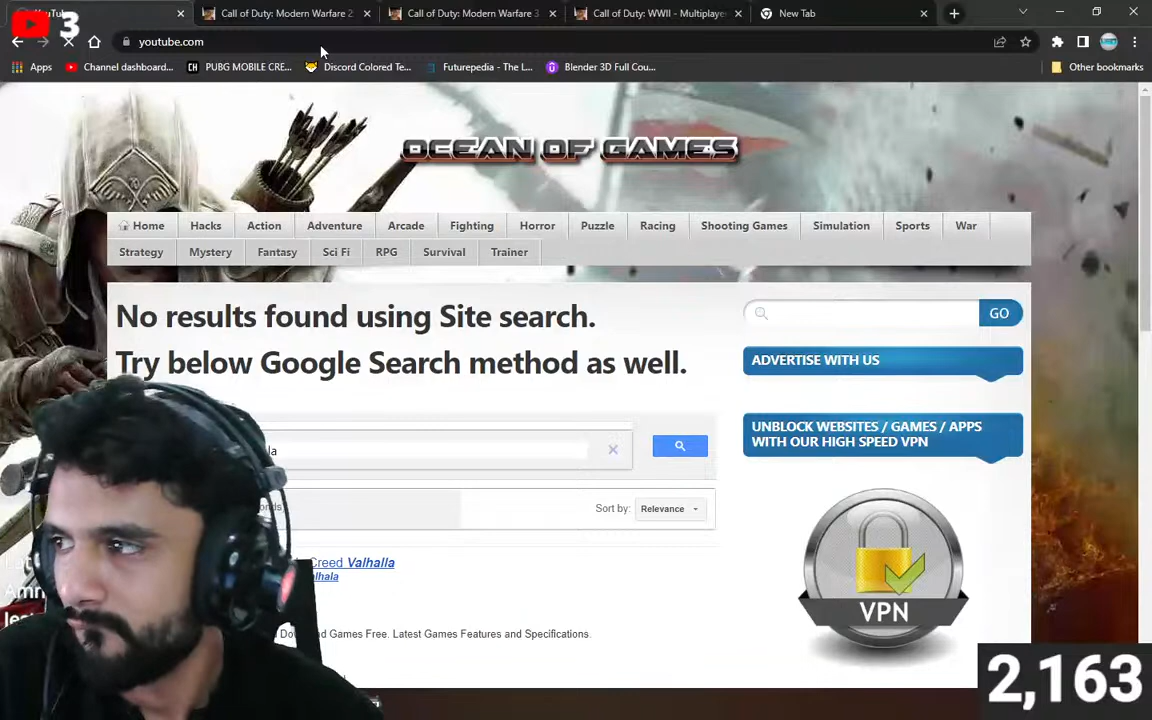 YouTube
Call of Duty: Modern Warfare 2
Call of Duty: Modern Warfare 3
Call of Duty: WWII - Multiplayer
New Tab
3
youtube.com
Apps
Channel dashboard...
PUBG MOBILE CRE...
Discord Colored Te...
Futurepedia - The L...
Blender 3D Full Cou...
Other bookmarks
OCEAN OF GAMES
Home Hacks Action Adventure Arcade Fighting Horror Puzzle Racing Shooting Games Simulation Sports War
Strategy Mystery Fantasy Sci Fi RPG Survival Trainer
No results found using Site search.
Try below Google Search method as well.
GO
ADVERTISE WITH US
UNBLOCK WEBSITES / GAMES / APPS
WITH OUR HIGH SPEED VPN
la
Sort by: Relevance
Creed Valhalla
lhala
d Games Free. Latest Games Features and Specifications.
VPN
2,163